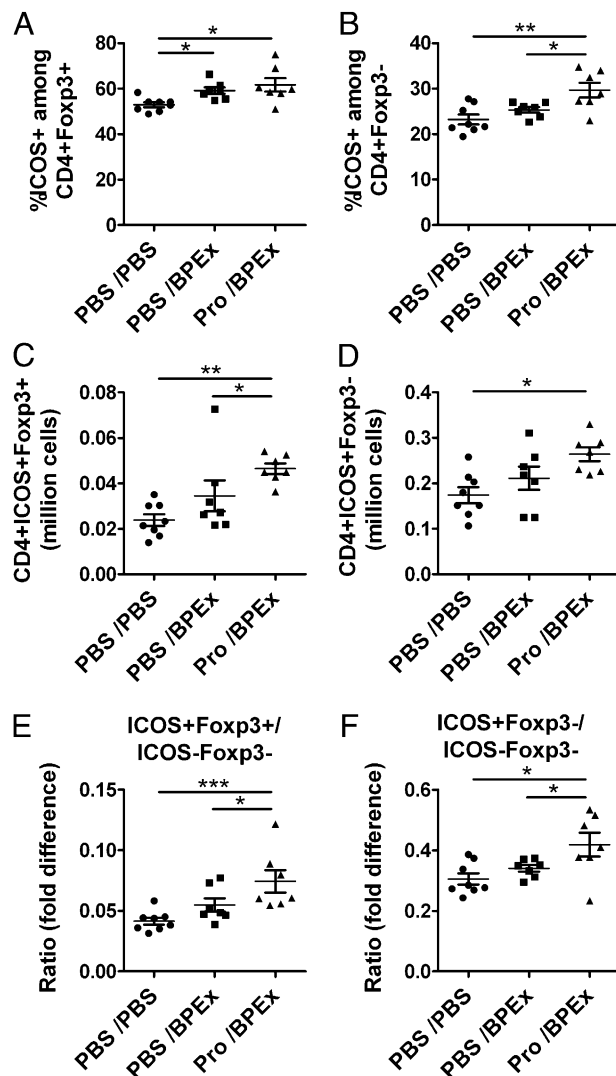 A
%ICOS+ among
CD4+Foxp3+
80
60
40
20
0
*
*
PBS /PBS
PBS /BPEx
Pro /BPEx
B
%ICOS+ among
CD4+Foxp3-
40
30
20
10
0
**
*
PBS /PBS
PBS /BPEx
Pro /BPEx
C
CD4+ICOS+Foxp3+
(million cells)
0.08
0.06
0.04
0.02
0.00
**
*
PBS /PBS
PBS /BPEx
Pro /BPEx
D
CD4+ICOS+Foxp3-
(million cells)
0.4
0.3
0.2
0.1
0.0
*
PBS /PBS
PBS /BPEx
Pro /BPEx
E
ICOS+Foxp3+/
ICOS-Foxp3-
Ratio (fold difference)
0.15
0.10
0.05
0.00
***
*
PBS /PBS
PBS /BPEx
Pro /BPEx
F
ICOS+Foxp3-/
ICOS-Foxp3-
Ratio (fold difference)
0.6
0.4
0.2
0.0
*
*
PBS /PBS
PBS /BPEx
Pro /BPEx